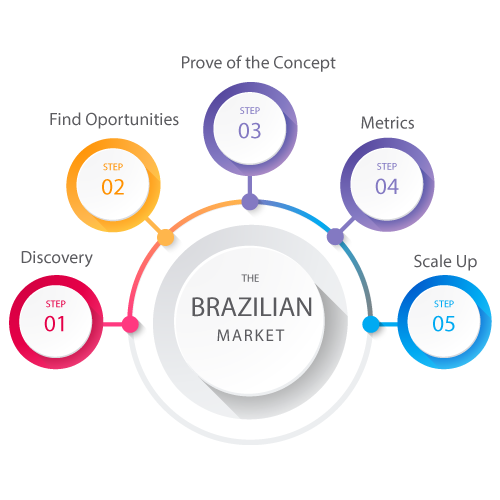 Prove of the Concept
STEP
03
Find Oportunities
STEP
02
Metrics
STEP
04
Discovery
STEP
01
Scale Up
STEP
05
THE
BRAZILIAN
MARKET